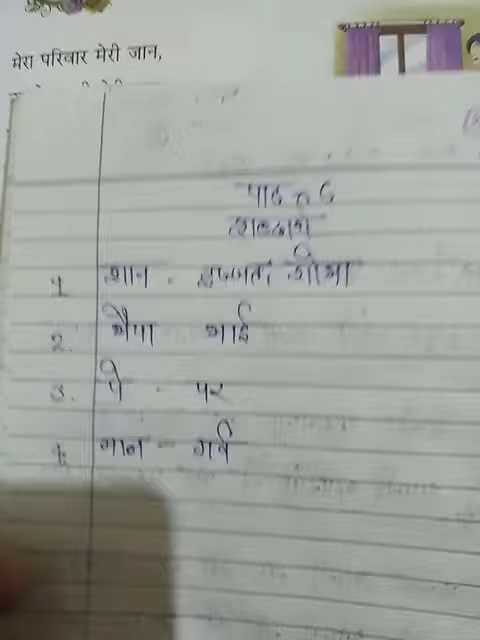 मेरा परिवार मेरी जान,
पाठ - 6
शब्दार्थ
1. शान - इज्जत, शोभा
2. भैया भाई
3. पे - पर
4. मान - गर्व